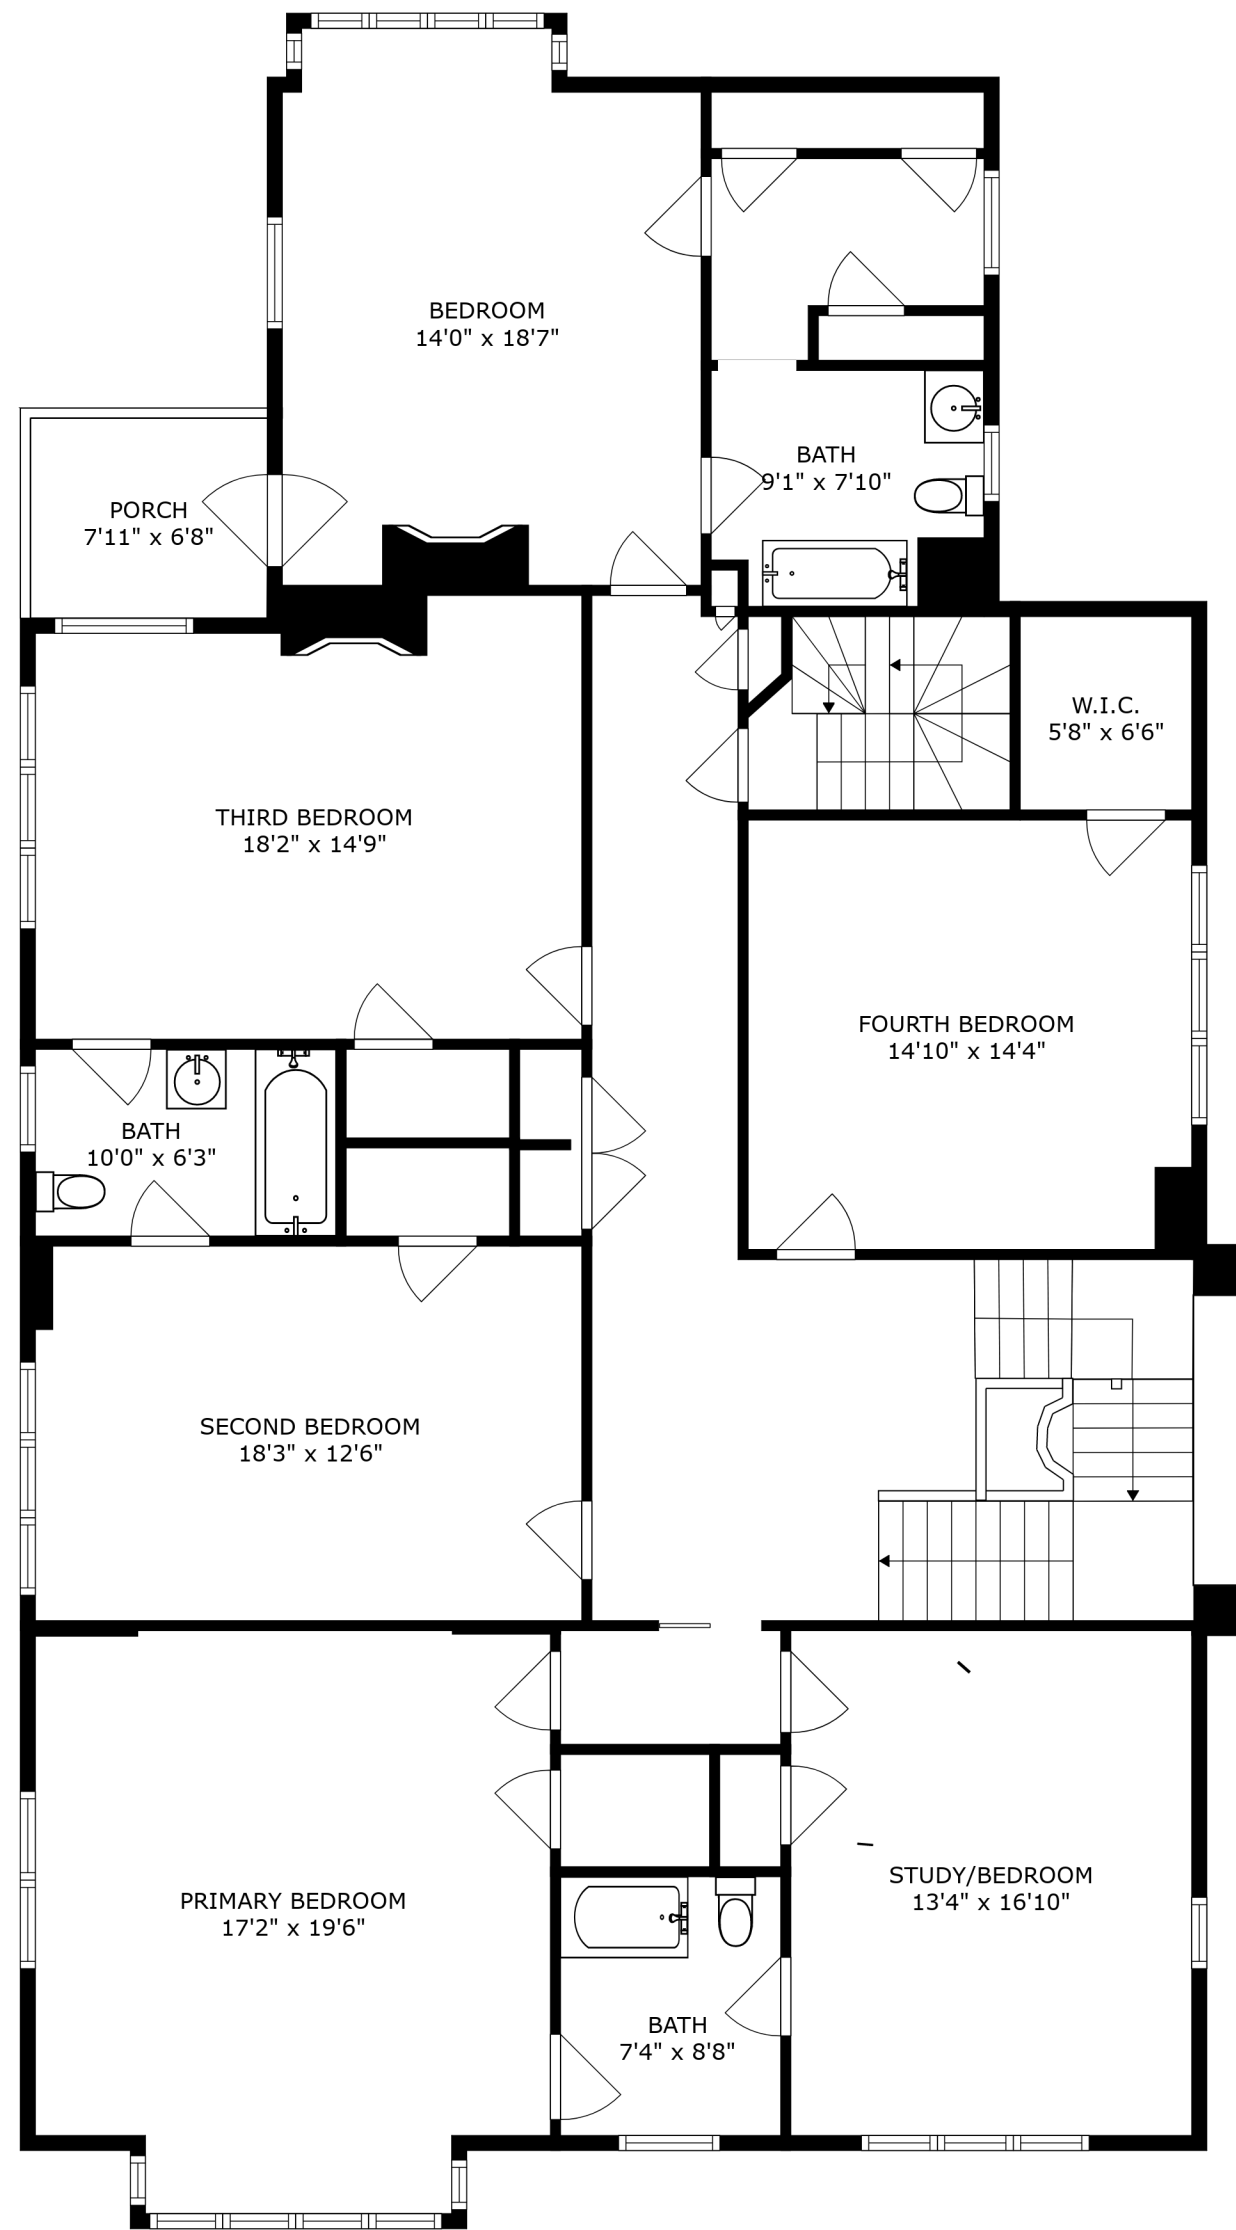 BEDROOM
14'0" x 18'7"
BATH
9'1" x 7'10"
PORCH
7'11" x 6'8"
W.I.C.
5'8" x 6'6"
THIRD BEDROOM
18'2" x 14'9"
FOURTH BEDROOM
14'10" x 14'4"
BATH
10'0" x 6'3"
SECOND BEDROOM
18'3" x 12'6"
STUDY/BEDROOM
13'4" x 16'10"
PRIMARY BEDROOM
17'2" x 19'6"
BATH
7'4" x 8'8"